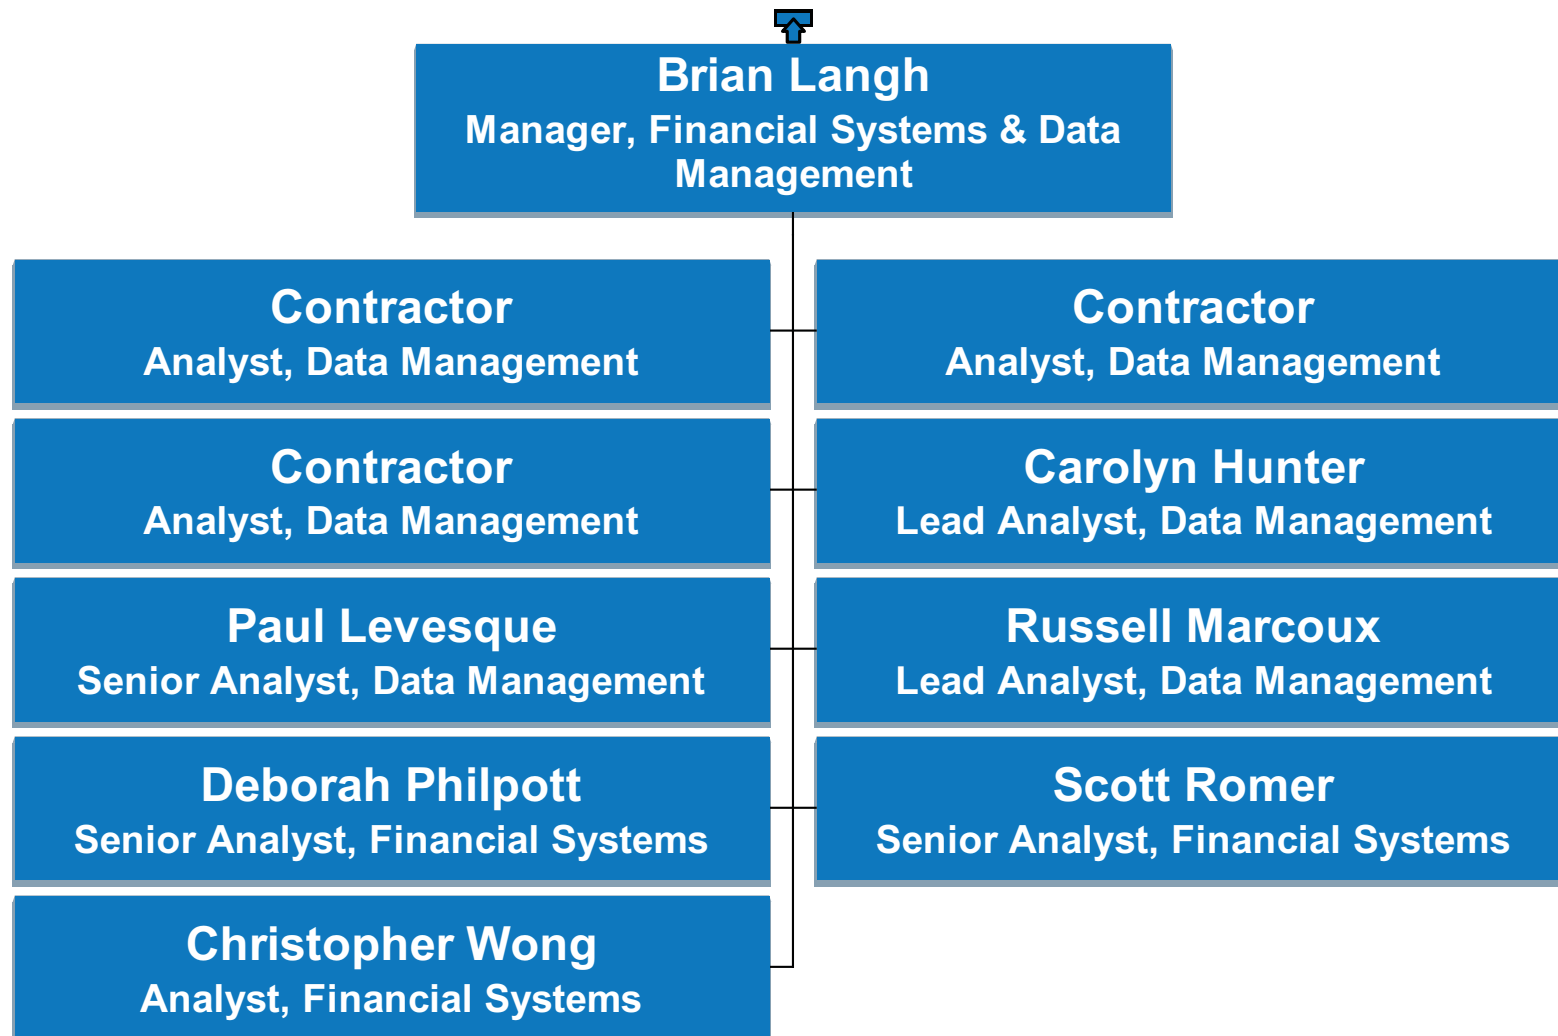 Brian Langh
Manager, Financial Systems & Data
Management
Contractor
Analyst, Data Management
Contractor
Analyst, Data Management
Contractor
Analyst, Data Management
Carolyn Hunter
Lead Analyst, Data Management
Paul Levesque
Senior Analyst, Data Management
Russell Marcoux
Lead Analyst, Data Management
Deborah Philpott
Senior Analyst, Financial Systems
Scott Romer
Senior Analyst, Financial Systems
Christopher Wong
Analyst, Financial Systems